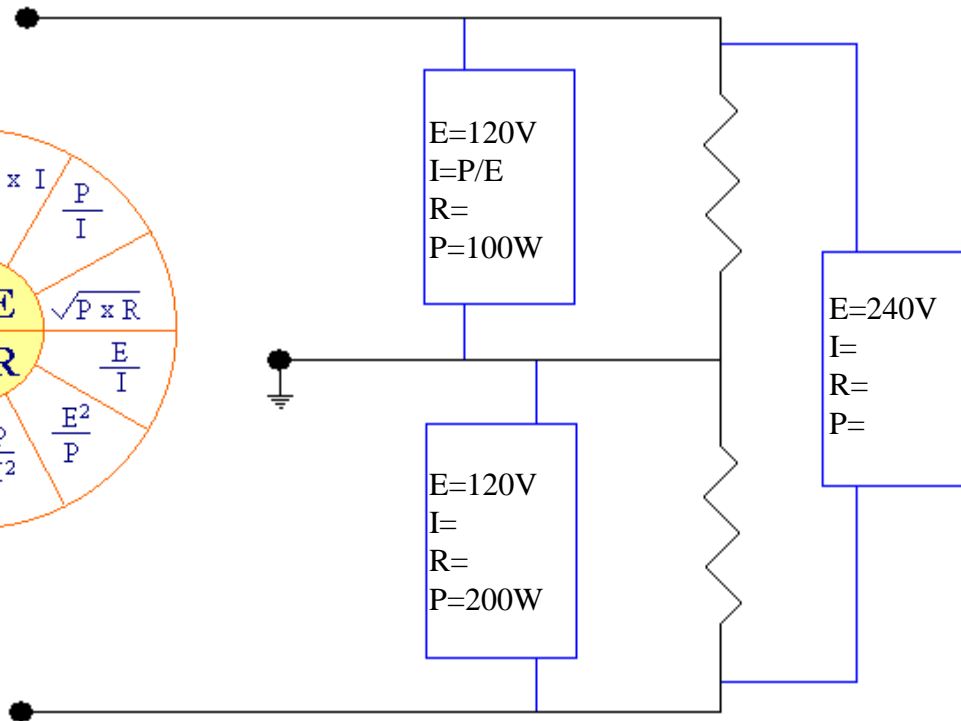 E=120V
I=P/E
R=
P=100W
x I
P
I
E
√P x R
R
E
I
E²
P
E=240V
I=
R=
P=
E=120V
I=
R=
P=200W